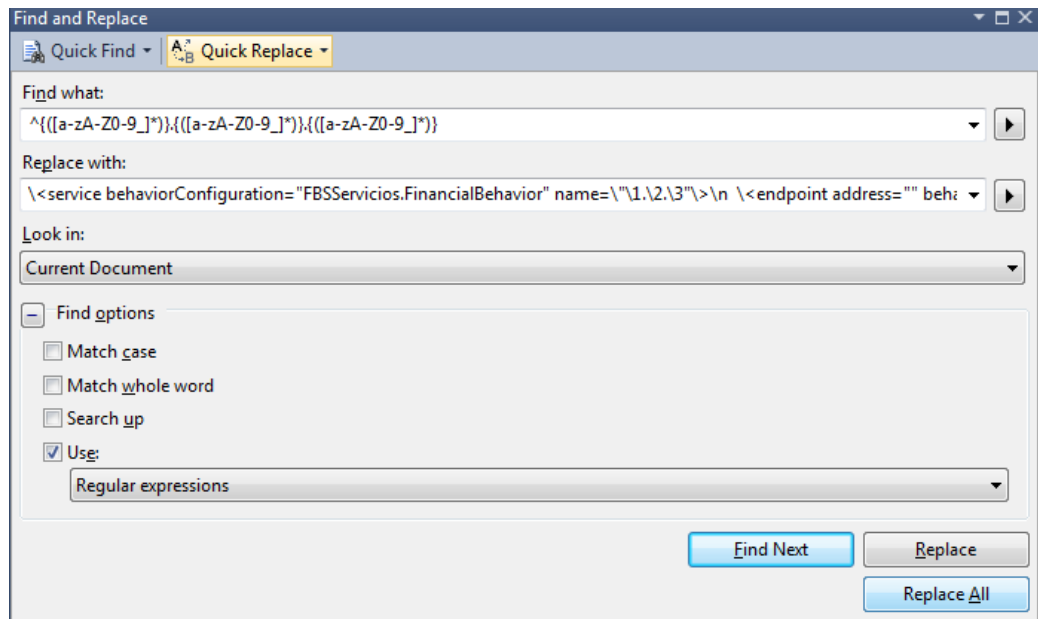 Find and Replace
Quick Find Quick Replace
Find what:
^{([a-zA-Z0-9_]*)}.{([a-zA-Z0-9_]*)}.{([a-zA-Z0-9_]*)}
Replace with:
\<service behaviorConfiguration="FBSServicios.FinancialBehavior" name=\"\1.\2.\3"\>\n \<endpoint address="" beha
Look in:
Current Document
Find options
Match case
Match whole word
Search up
Use:
Regular expressions
Find Next Replace
Replace All